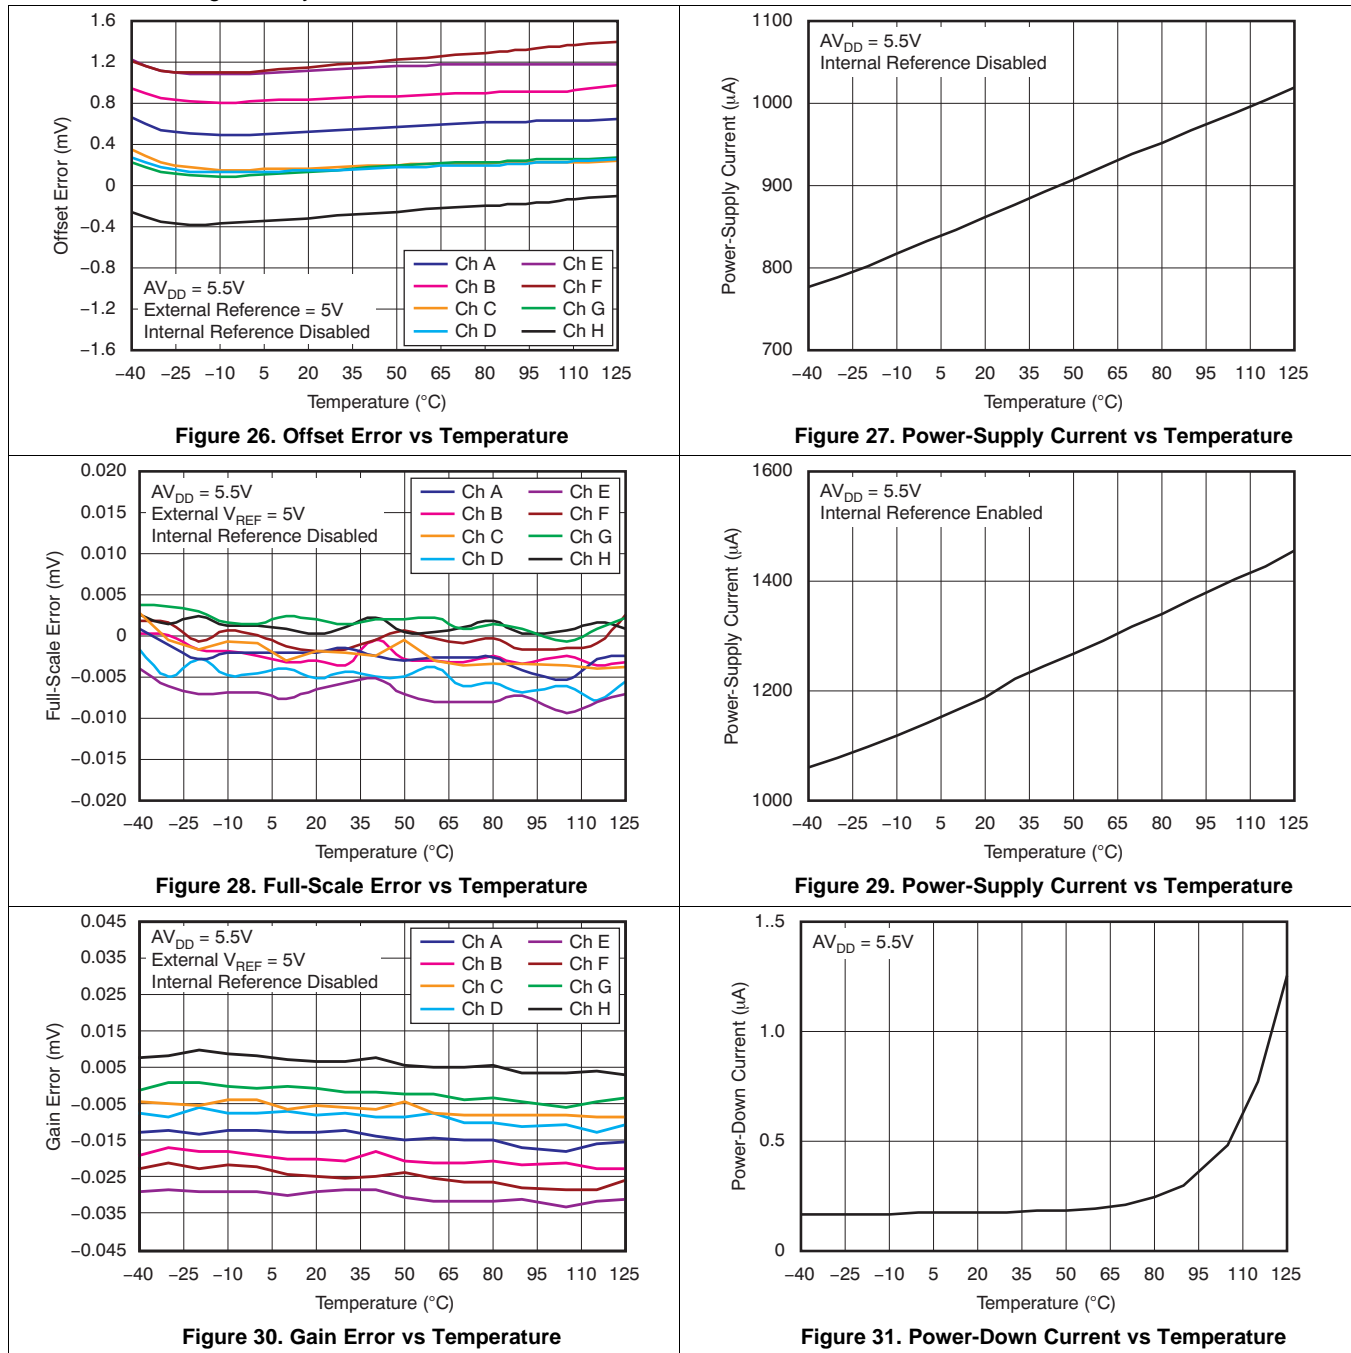 1.6
1.2
0.8
0.4
0
−0.4
−0.8
−1.2
−1.6
Offset Error (mV)
AVDD = 5.5V
External Reference = 5V
Internal Reference Disabled
Ch A
Ch B
Ch C
Ch D
Ch E
Ch F
Ch G
Ch H
−40 −25 −10 5 20 35 50 65 80 95 110 125
Temperature (°C)
Figure 26. Offset Error vs Temperature
1100
1000
900
800
700
Power-Supply Current (µA)
AVDD = 5.5V
Internal Reference Disabled
−40 −25 −10 5 20 35 50 65 80 95 110 125
Temperature (°C)
Figure 27. Power-Supply Current vs Temperature
0.020
0.015
0.010
0.005
0
−0.005
−0.010
−0.015
−0.020
Full-Scale Error (mV)
AVDD = 5.5V
External VREF = 5V
Internal Reference Disabled
Ch A
Ch B
Ch C
Ch D
Ch E
Ch F
Ch G
Ch H
−40 −25 −10 5 20 35 50 65 80 95 110 125
Temperature (°C)
Figure 28. Full-Scale Error vs Temperature
1600
1400
1200
1000
Power-Supply Current (µA)
AVDD = 5.5V
Internal Reference Enabled
−40 −25 −10 5 20 35 50 65 80 95 110 125
Temperature (°C)
Figure 29. Power-Supply Current vs Temperature
0.045
0.035
0.025
0.015
0.005
−0.005
−0.015
−0.025
−0.035
−0.045
Gain Error (mV)
AVDD = 5.5V
External VREF = 5V
Internal Reference Disabled
Ch A
Ch B
Ch C
Ch D
Ch E
Ch F
Ch G
Ch H
−40 −25 −10 5 20 35 50 65 80 95 110 125
Temperature (°C)
Figure 30. Gain Error vs Temperature
1..5
1.0
0.5
0
Power-Down Current (µA)
AVDD = 5.5V
−40 −25 −10 5 20 35 50 65 80 95 110 125
Temperature (°C)
Figure 31. Power-Down Current vs Temperature